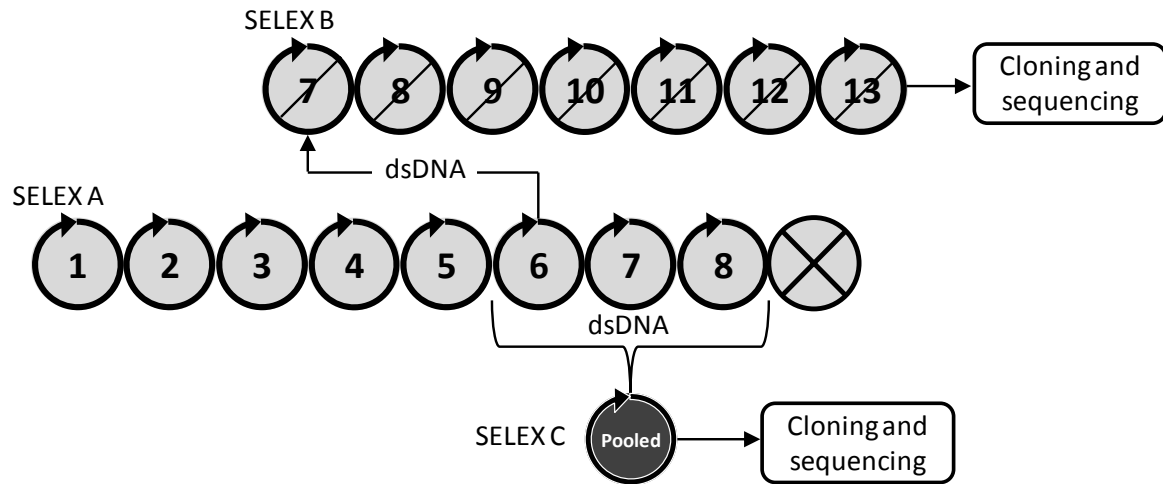 SELEX B
7 8 9 10 11 12 13
Cloning and
sequencing
dsDNA
SELEX A
1 2 3 4 5 6 7 8
dsDNA
SELEX C
Pooled
Cloning and
sequencing